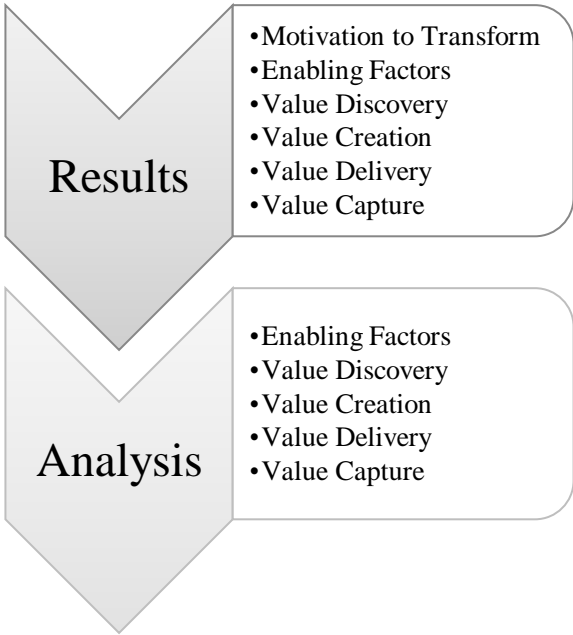 Results
•Motivation to Transform
•Enabling Factors
•Value Discovery
•Value Creation
•Value Delivery
•Value Capture
Analysis
•Enabling Factors
•Value Discovery
•Value Creation
•Value Delivery
•Value Capture